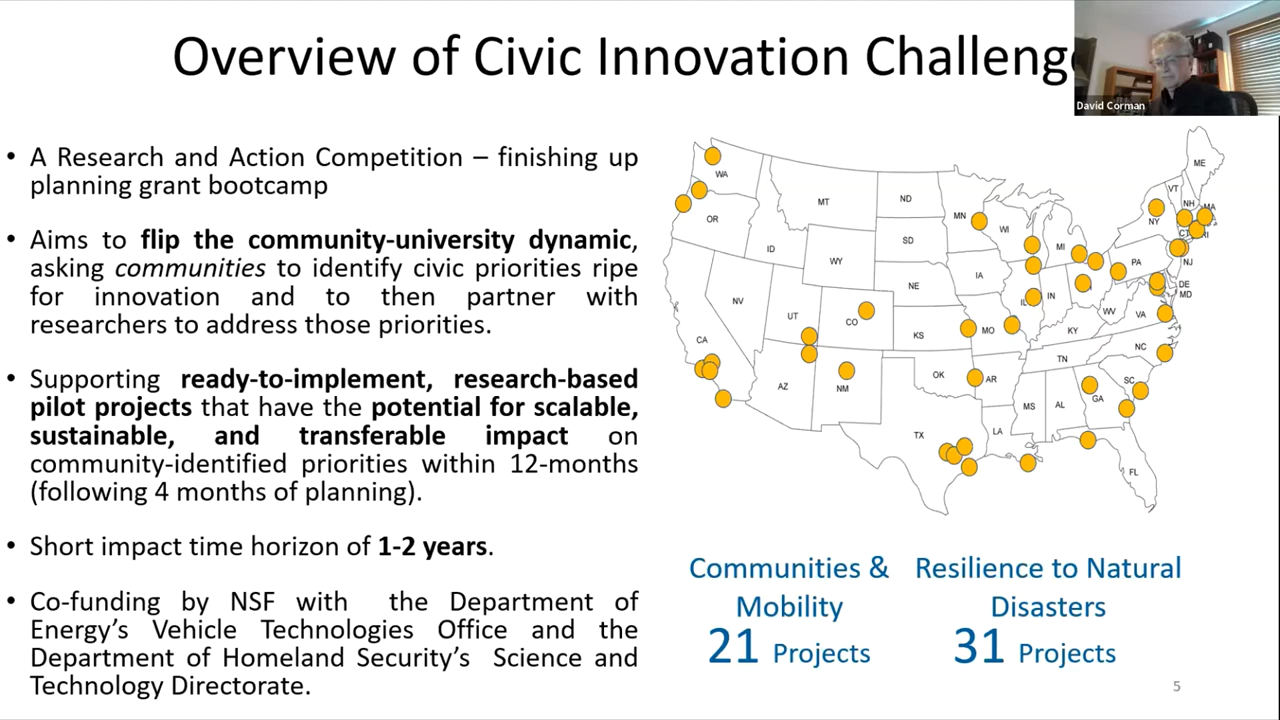 Overview of Civic Innovation Challenge
David Corman
• A Research and Action Competition – finishing up
planning grant bootcamp
• Aims to flip the community-university dynamic,
asking communities to identify civic priorities ripe
for innovation and to then partner with
researchers to address those priorities.
• Supporting ready-to-implement, research-based
pilot projects that have the potential for scalable,
sustainable, and transferable impact on
community-identified priorities within 12-months
(following 4 months of planning).
• Short impact time horizon of 1-2 years.
• Co-funding by NSF with the Department of
Energy's Vehicle Technologies Office and the
Department of Homeland Security's Science and
Technology Directorate.
WA
MT
ND
MN
ME
VT
NH
MA
OR
ID
SD
WI
MI
NY
CT
RI
WY
IA
PA
NJ
NV
NE
IL
IN
DE
MD
UT
CO
KS
MO
KY
WV
VA
CA
AZ
NM
OK
AR
TN
NC
SC
TX
LA
MS
AL
GA
FL
Communities &
Mobility
21 Projects
Resilience to Natural
Disasters
31 Projects
5